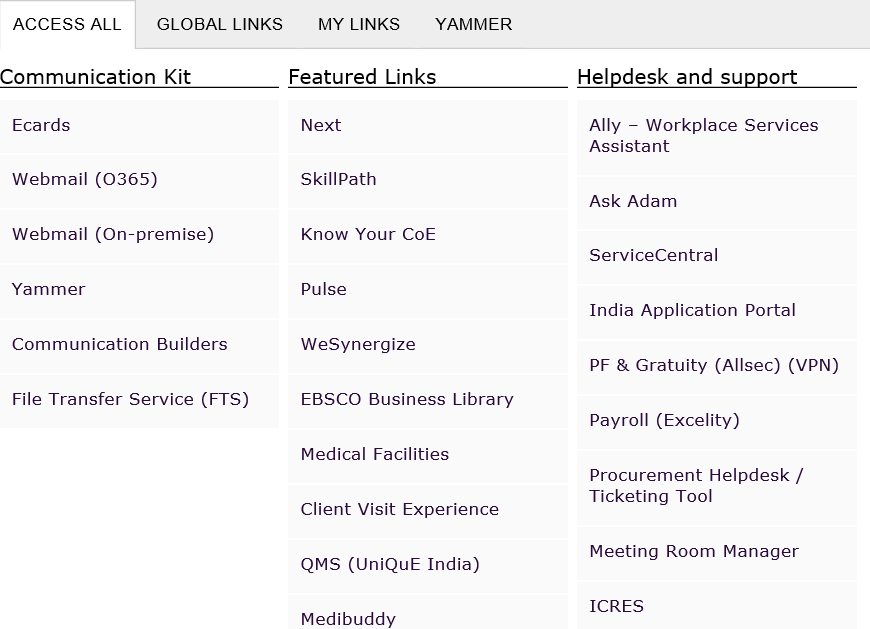 ACCESS ALL
GLOBAL LINKS
MY LINKS
YAMMER
Communication Kit
Ecards
Webmail (O365)
Webmail (On-premise)
Yammer
Communication Builders
File Transfer Service (FTS)
Featured Links
Next
SkillPath
Know Your CoE
Pulse
WeSynergize
EBSCO Business Library
Medical Facilities
Client Visit Experience
QMS (UniQuE India)
Medibuddy
Helpdesk and support
Ally – Workplace Services
Assistant
Ask Adam
ServiceCentral
India Application Portal
PF & Gratuity (Allsec) (VPN)
Payroll (Excelity)
Procurement Helpdesk /
Ticketing Tool
Meeting Room Manager
ICRES